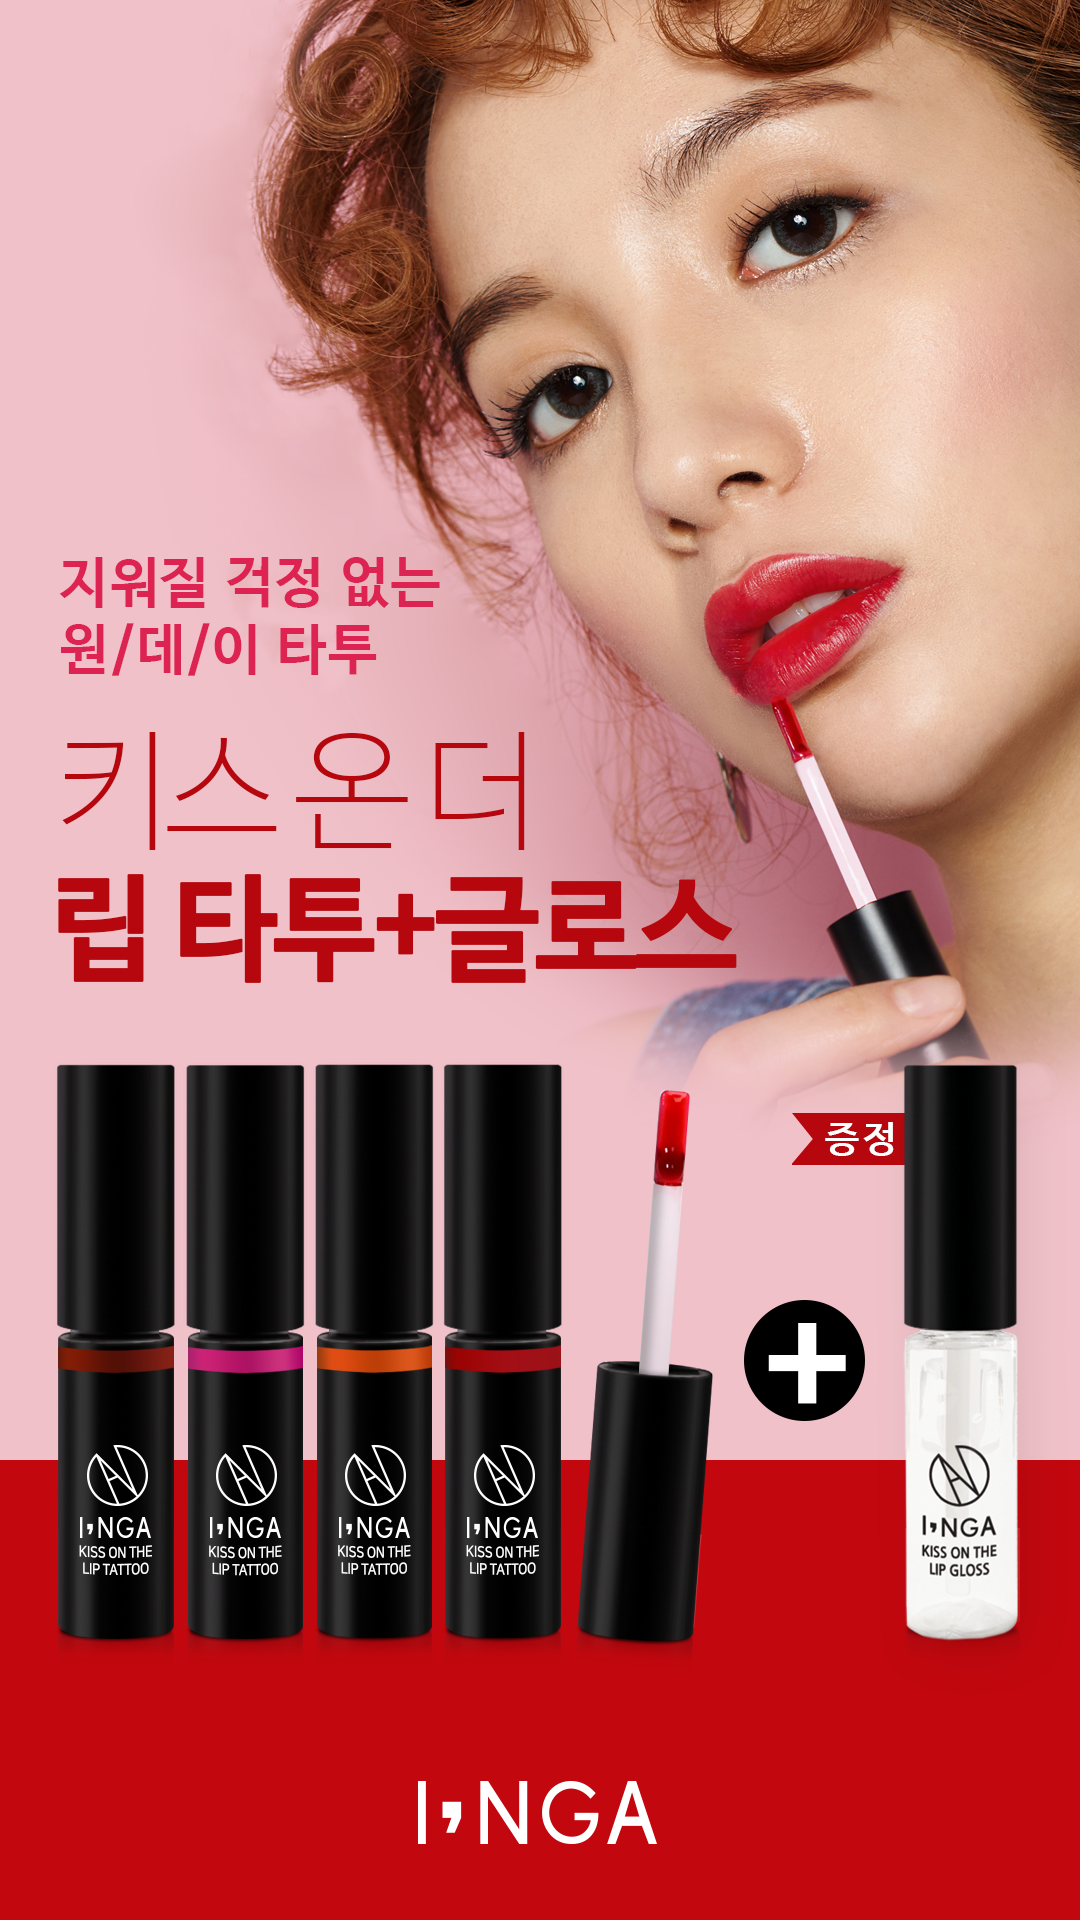 지워질 걱정 없는
원/데/이 타투
키스 온 더
립 타투+글로스
증정
I,NGA
KISS ON THE
LIP TATTOO
I,NGA
KISS ON THE
LIP TATTOO
I,NGA
KISS ON THE
LIP TATTOO
I,NGA
KISS ON THE
LIP TATTOO
+
I,NGA
KISS ON THE
LIP GLOSS
I,NGA